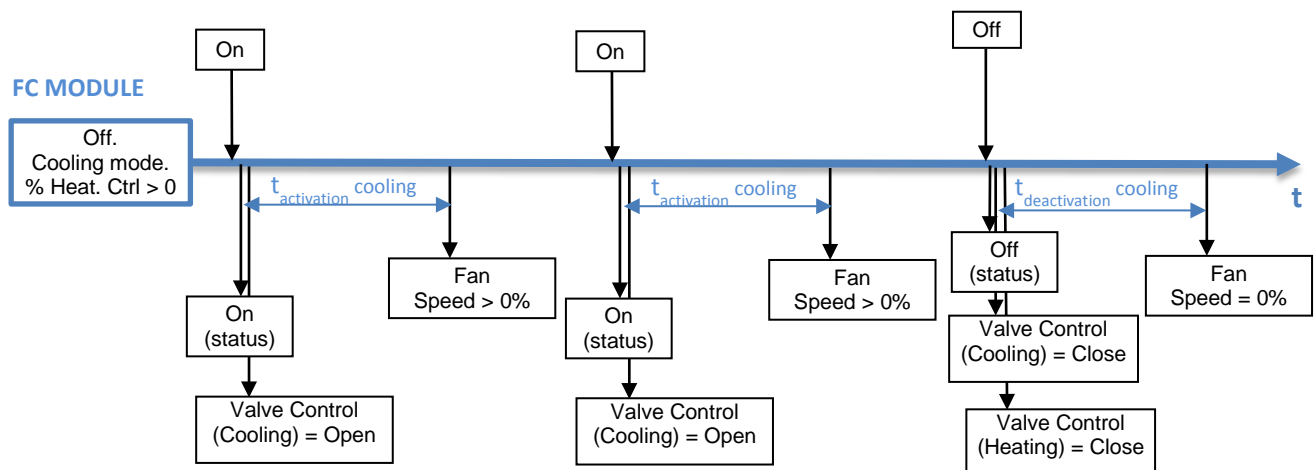 On
On
Off
FC MODULE
Off.
Cooling mode.
% Heat. Ctrl > 0
t activation cooling
t activation cooling
t deactivation cooling
t
Off
(status)
Fan
Speed > 0%
Fan
Speed > 0%
Fan
Speed = 0%
On
(status)
On
(status)
Valve Control
(Cooling) = Close
Valve Control
(Cooling) = Open
Valve Control
(Cooling) = Open
Valve Control
(Heating) = Close